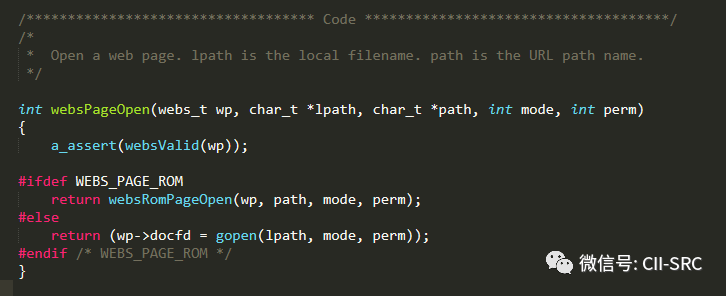 /*********************************** Code *************************************/
/*
 *  Open a web page. lpath is the local filename. path is the URL path name.
 */
int websPageOpen(webs_t wp, char_t *lpath, char_t *path, int mode, int perm)
{
    a_assert(websValid(wp));
#ifdef WEBS_PAGE_ROM
    return websRomPageOpen(wp, path, mode, perm);
#else
    return (wp->docfd = gopen(lpath, mode, perm));
#endif /* WEBS_PAGE_ROM */
}
微信号: CII-SRC